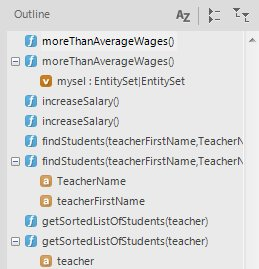 Outline
AZ
moreThanAverageWages()
moreThanAverageWages()
mysel : EntitySet|EntitySet
increaseSalary()
increaseSalary()
findStudents(teacherFirstName,TeacherN
findStudents(teacherFirstName,TeacherN
TeacherName
teacherFirstName
getSortedListOfStudents(teacher)
getSortedListOfStudents(teacher)
teacher